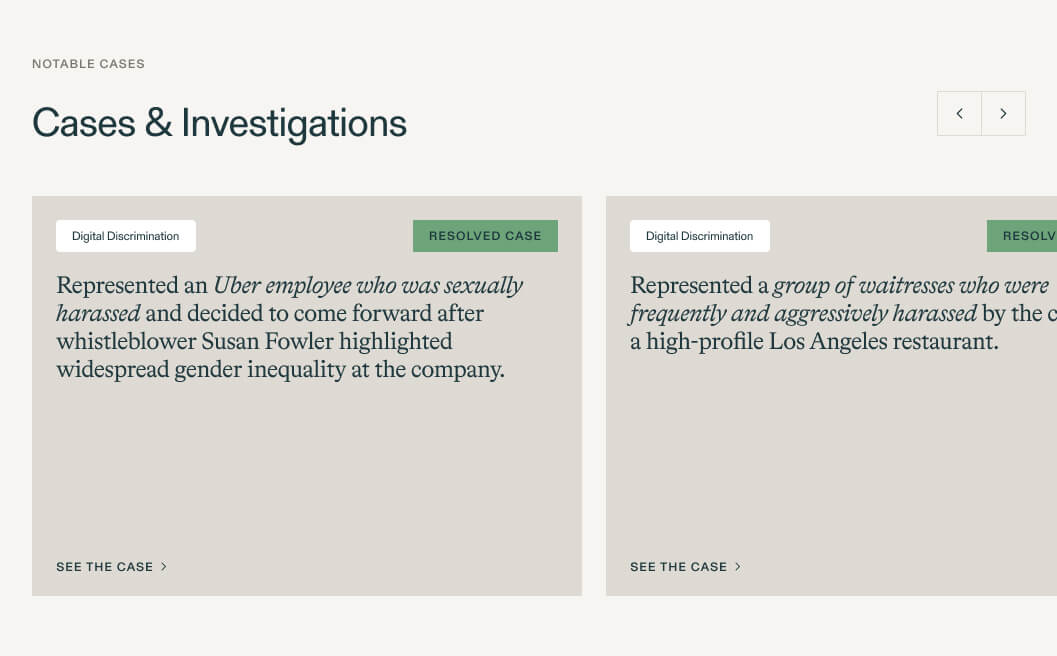 NOTABLE CASES
Cases & Investigations
Digital Discrimination
RESOLVED CASE
Represented an Uber employee who was sexually
harassed and decided to come forward after
whistleblower Susan Fowler highlighted
widespread gender inequality at the company.
SEE THE CASE
Digital Discrimination
Represented a group of waitresses who were
frequently and aggressively harassed by the
a high-profile Los Angeles restaurant.
SEE THE CASE